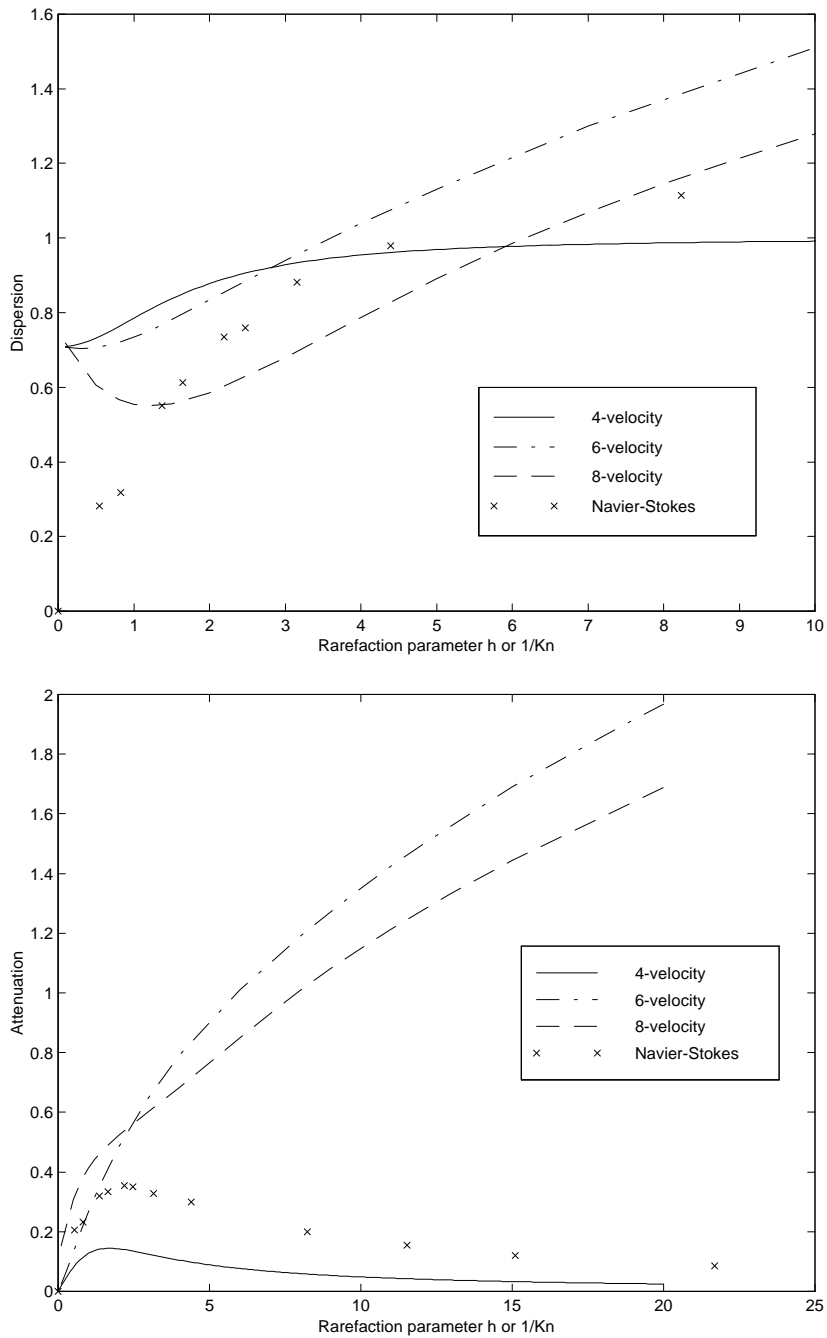 1.6
1.4
1.2
1
0.8
0.6
0.4
0.2
0
Dispersion
4-velocity
6-velocity
8-velocity
Navier-Stokes
0 1 2 3 4 5 6 7 8 9 10
Rarefaction parameter h or 1/Kn
2
1.8
1.6
1.4
1.2
1
0.8
0.6
0.4
0.2
0
Attenuation
4-velocity
6-velocity
8-velocity
Navier-Stokes
0 5 10 15 20 25
Rarefaction parameter h or 1/Kn